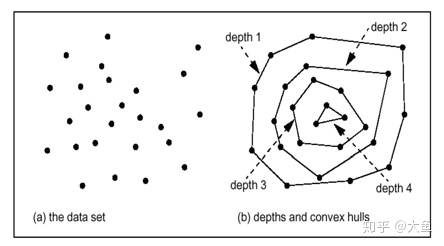 depth 1
depth 2
depth 3
depth 4
(a) the data set
(b) depths and convex hulls
知乎 @大鱼